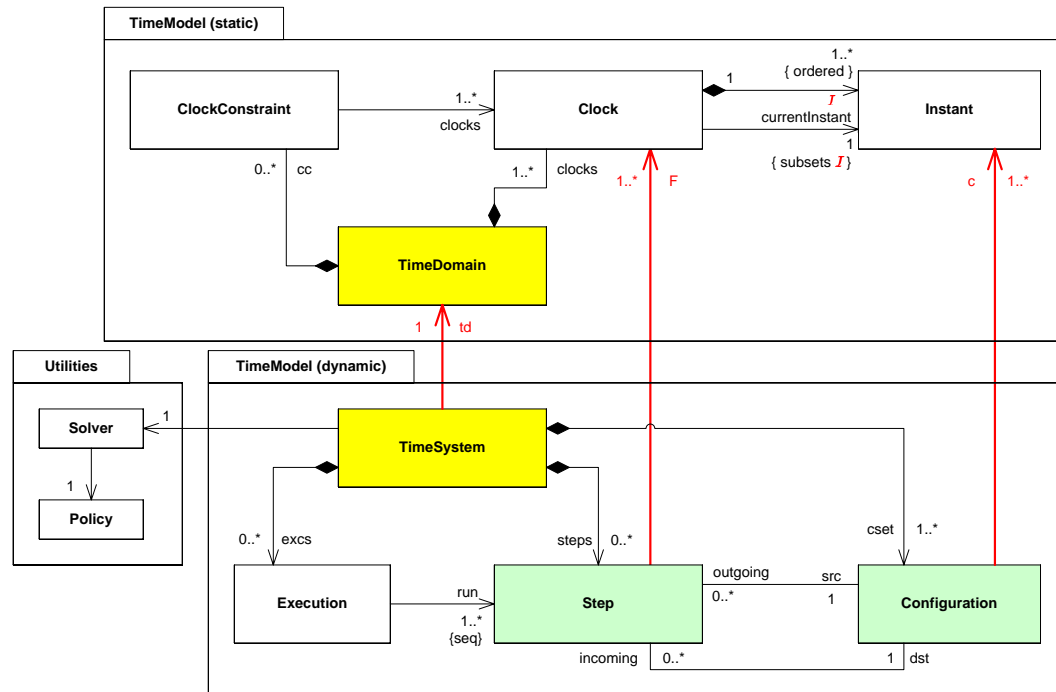 TimeModel (static)
1..*
{ ordered }
1
I
ClockConstraint
1..*
clocks
Clock
currentInstant
1
{ subsets I }
Instant
0..*
cc
1..*
clocks
1..*
F
c
1..*
TimeDomain
1
td
Utilities
TimeModel (dynamic)
Solver
1
TimeSystem
1
Policy
0..*
excs
steps
0..*
cset
1..*
Execution
run
1..*
{seq}
Step
outgoing
0..*
src
1
Configuration
incoming
0..*
1
dst